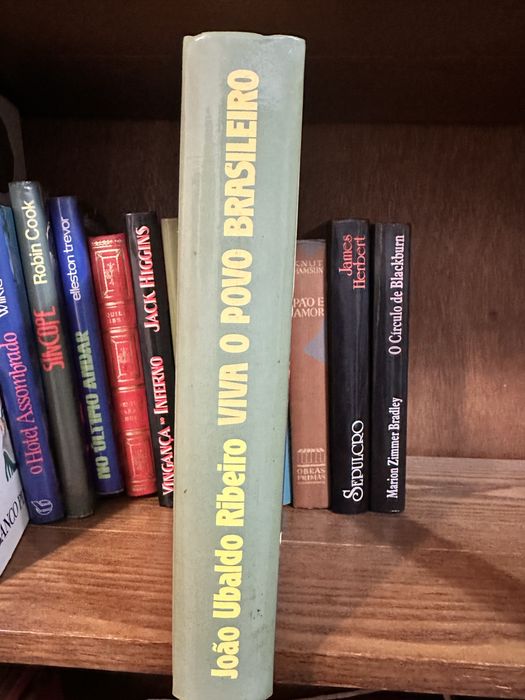 o Hotel Assombrado
Robin Cook
SÍNCOPE
elleston trevor
NO ÚLTIMO ANDAR
JACK HIGGINS
VINGANÇA NO INFERNO
João Ubaldo Ribeiro VIVA O POVO BRASILEIRO
KNUT
HAMSUN
PÃO E
AMOR
OBRAS
PRIMAS
James
Herbert
SEPULCRO
Marion Zimmer Bradley O Círculo de Blackburn